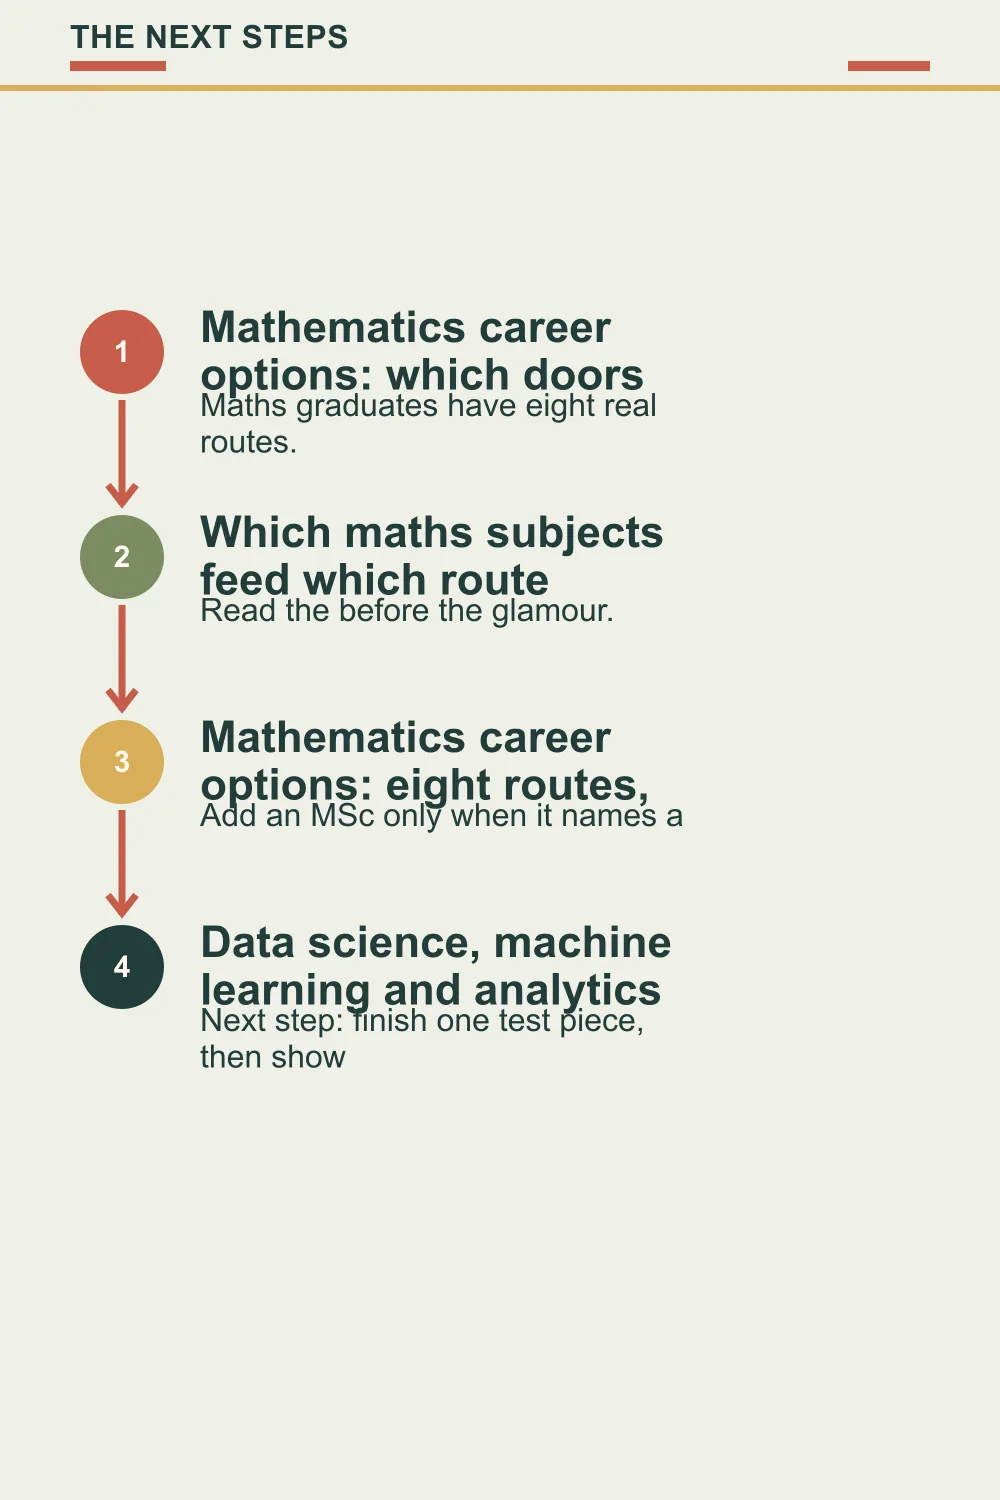 THE NEXT STEPS
1
Mathematics career
options: which doors
Maths graduates have eight real
routes.
2
Which maths subjects
feed which route
Read the before the glamour.
3
Mathematics career
options: eight routes,
Add an MSc only when it names a
4
Data science, machine
learning and analytics
Next step: finish one test piece,
then show